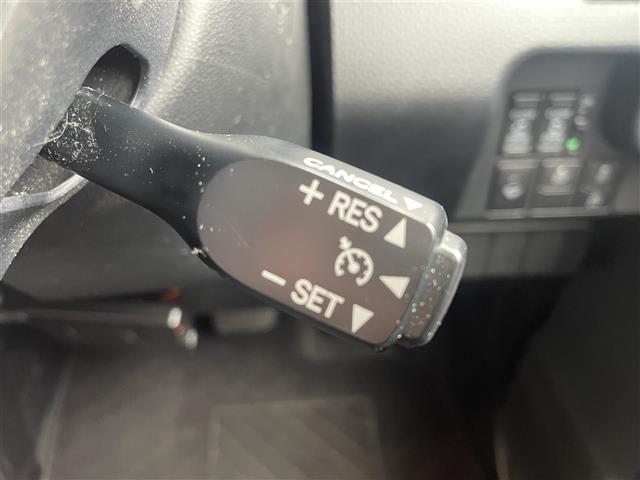 CANCEL ▼
+ RES ▲
− SET ▼